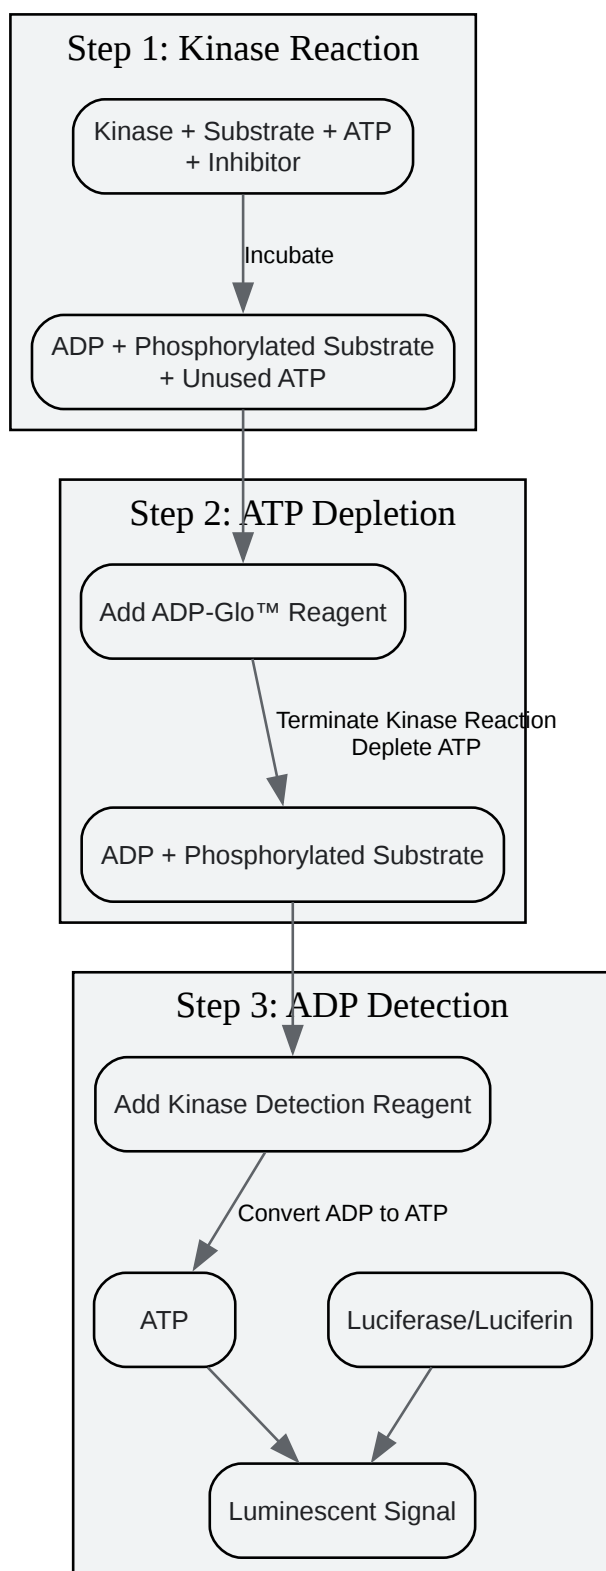 Step 1: Kinase Reaction
Kinase + Substrate + ATP
+ Inhibitor
Incubate
ADP + Phosphorylated Substrate
+ Unused ATP
Step 2: ATP Depletion
Add ADP-Glo™ Reagent
Terminate Kinase Reaction
Deplete ATP
ADP + Phosphorylated Substrate
Step 3: ADP Detection
Add Kinase Detection Reagent
Convert ADP to ATP
ATP
Luciferase/Luciferin
Luminescent Signal